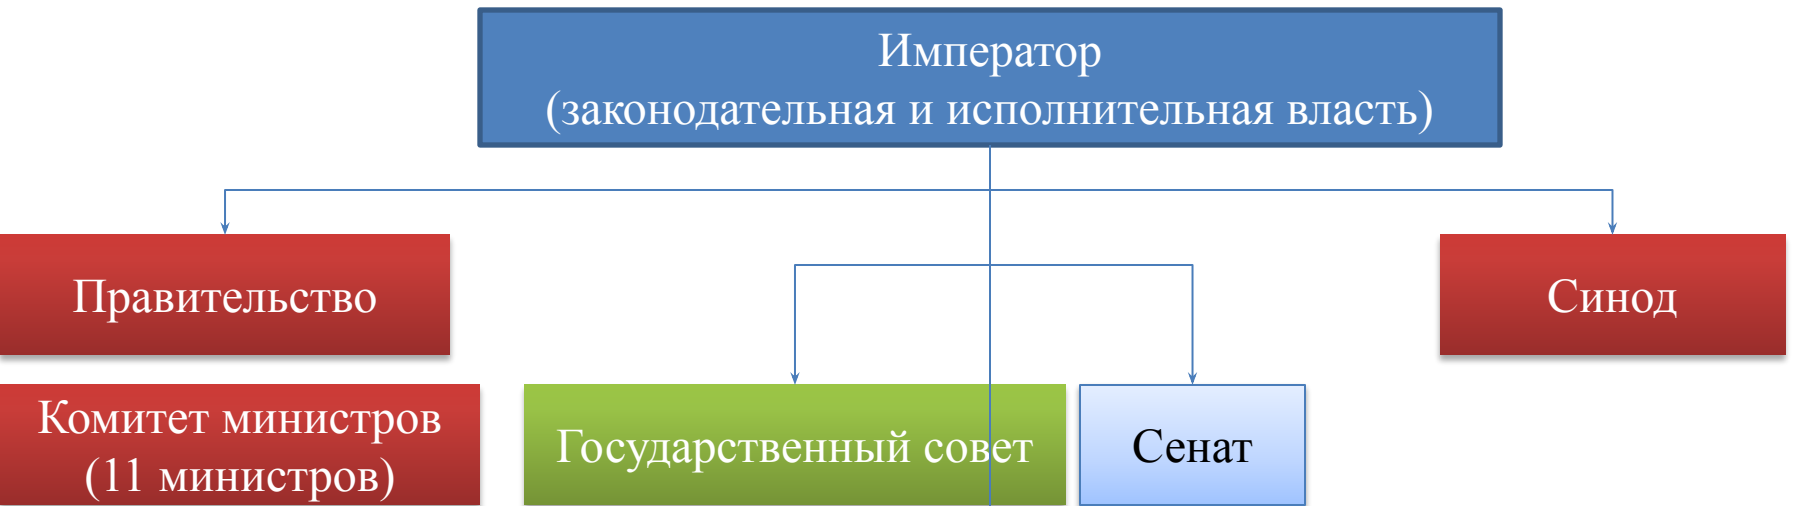 Император
(законодательная и исполнительная власть)
Правительство
Синод
Комитет министров
(11 министров)
Государственный совет
Сенат